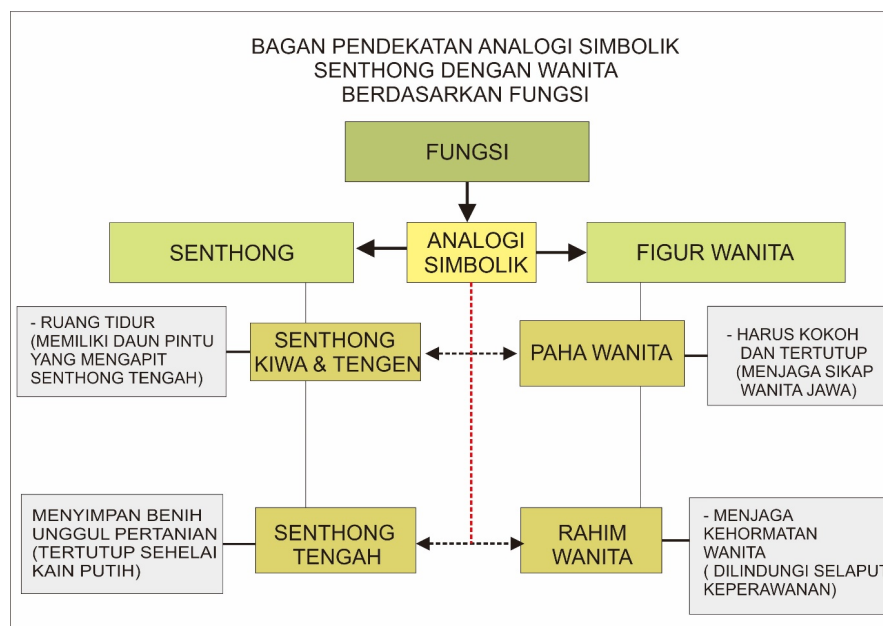 BAGAN PENDEKATAN ANALOGI SIMBOLIK
SENTHONG DENGAN WANITA
BERDASARKAN FUNGSI
FUNGSI
SENTHONG
ANALOGI
SIMBOLIK
FIGUR WANITA
- RUANG TIDUR
(MEMILIKI DAUN PINTU
YANG MENGAPIT
SENTHONG TENGAH)
SENTHONG
KIWA & TENGEN
PAHA WANITA
- HARUS KOKOH
DAN TERTUTUP
(MENJAGA SIKAP
WANITA JAWA)
MENYIMPAN BENIH
UNGGUL PERTANIAN
(TERTUTUP SEHELAI
KAIN PUTIH)
SENTHONG
TENGAH
RAHIM
WANITA
- MENJAGA
KEHORMATAN
WANITA
( DILINDUNGI SELAPUT
KEPERAWANAN)